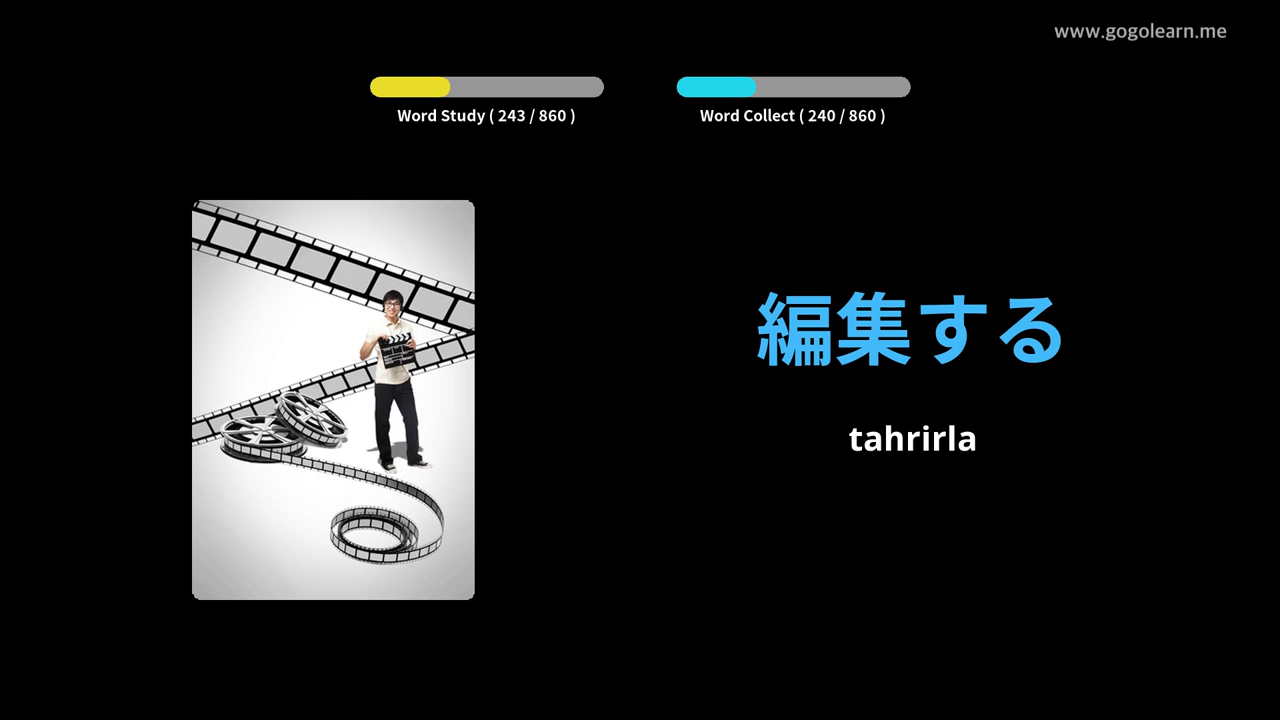 www.gogolearn.me
Word Study ( 243 / 860 )
Word Collect ( 240 / 860 )
編集する
tahrirla